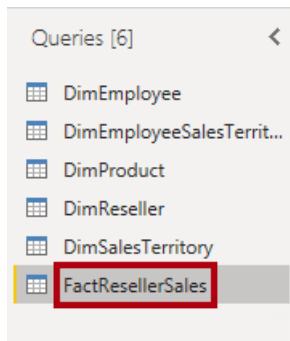 Queries [6]
DimEmployee
DimEmployeeSalesTerrit...
DimProduct
DimReseller
DimSalesTerritory
FactResellerSales